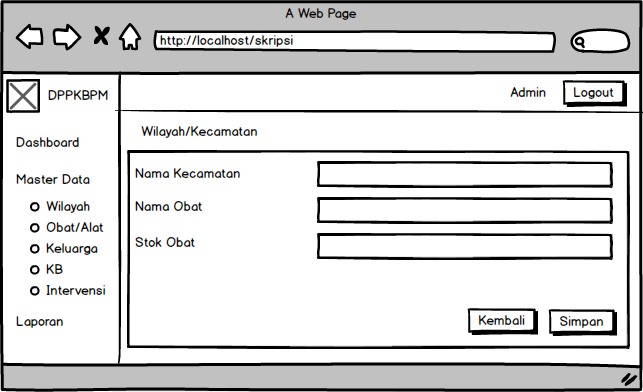 A Web Page
http://localhost/skripsi
DPPKBPM
Admin
Logout
Dashboard
Master Data
Wilayah
Obat/Alat
Keluarga
KB
Intervensi
Laporan
Wilayah/Kecamatan
Nama Kecamatan
Nama Obat
Stok Obat
Kembali
Simpan